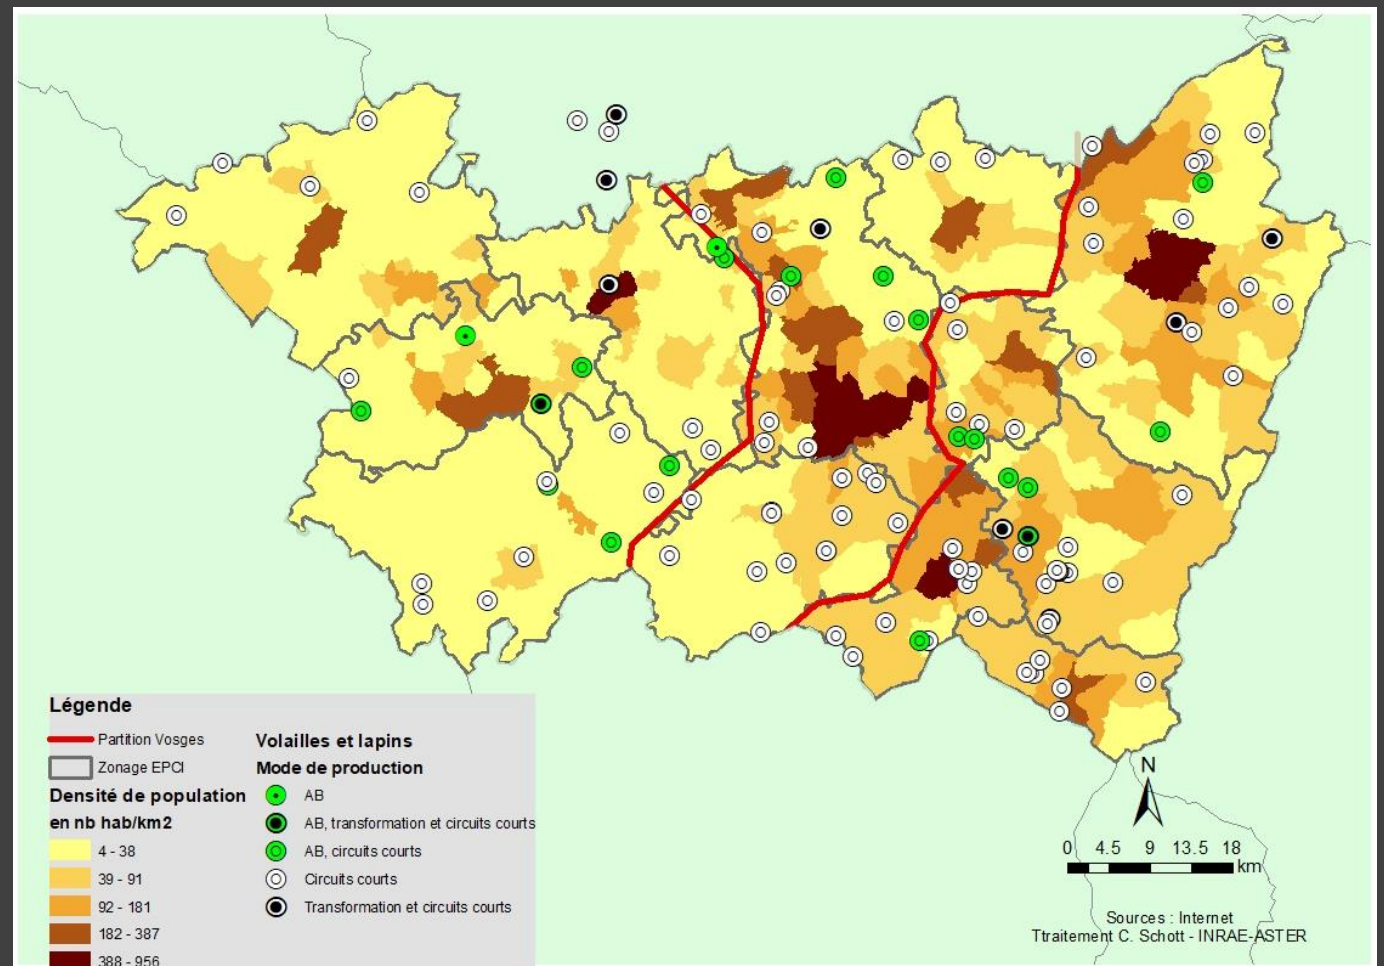 Légende
Partition Vosges
Zonage EPCI
Densité de population
en nb hab/km2
4 - 38
39 - 91
92 - 181
182 - 387
388 - 956
Volailles et lapins
Mode de production
AB
AB, transformation et circuits courts
AB, circuits courts
Circuits courts
Transformation et circuits courts
N
0 4.5 9 13.5 18
km
Sources : Internet
Ttraitement C. Schott - INRAE-ASTER